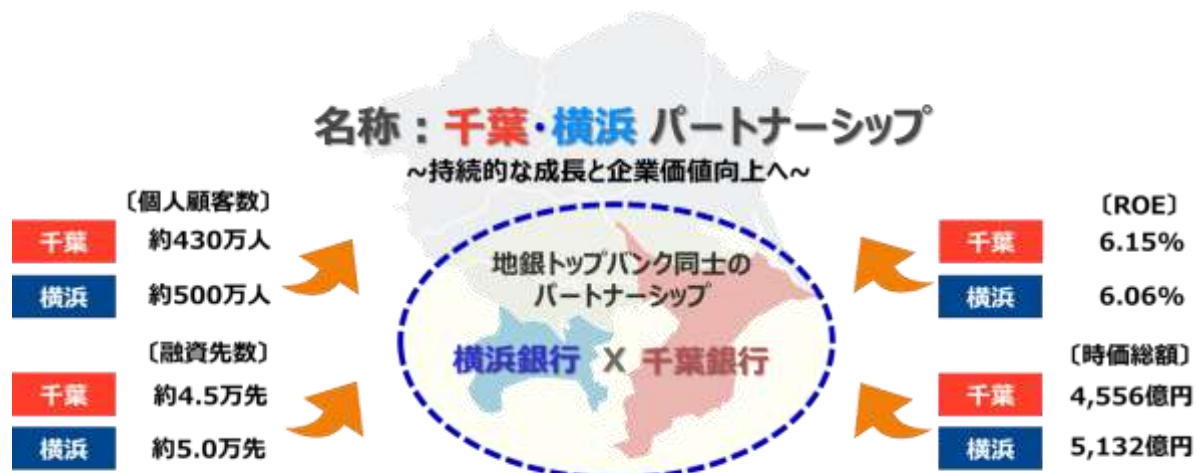 名称：千葉・横浜 パートナーシップ
~持続的な成長と企業価値向上へ~
〔個人顧客数〕
千葉 約430万人
横浜 約500万人
〔融資先数〕
千葉 約4.5万先
横浜 約5.0万先
地銀トップバンク同士の
パートナーシップ
横浜銀行 X 千葉銀行
〔ROE〕
千葉 6.15%
横浜 6.06%
〔時価総額〕
千葉 4,556億円
横浜 5,132億円